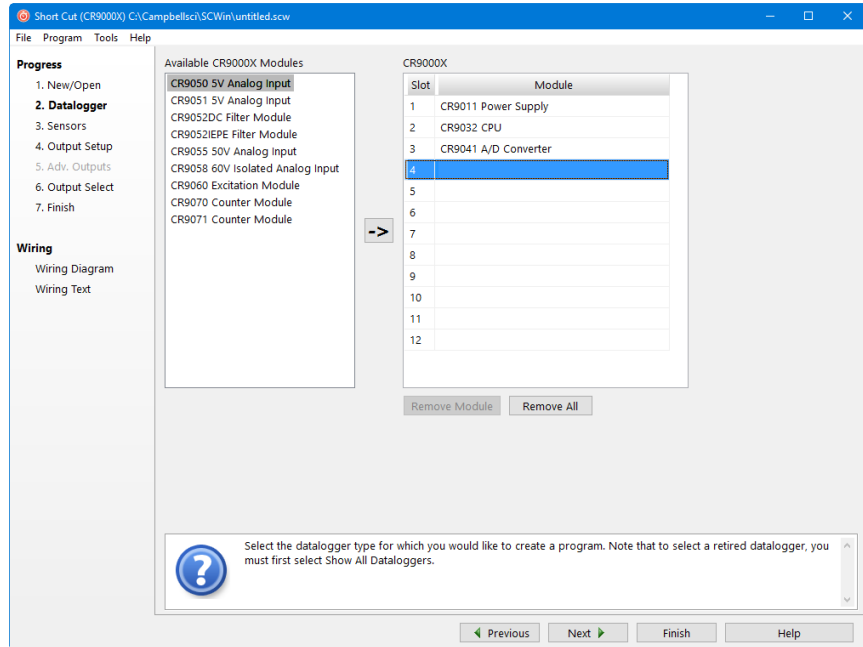 Short Cut (CR9000X) C:\Campbellsci\SCWin\untitled.scw
File Program Tools Help
Progress
1. New/Open
2. Datalogger
3. Sensors
4. Output Setup
5. Adv. Outputs
6. Output Select
7. Finish
Wiring
Wiring Diagram
Wiring Text
Available CR9000X Modules
CR9050 5V Analog Input
CR9051 5V Analog Input
CR9052DC Filter Module
CR9052IEPE Filter Module
CR9055 50V Analog Input
CR9058 60V Isolated Analog Input
CR9060 Excitation Module
CR9070 Counter Module
CR9071 Counter Module
->
CR9000X
Slot Module
1 CR9011 Power Supply
2 CR9032 CPU
3 CR9041 A/D Converter
4
5
6
7
8
9
10
11
12
Remove Module Remove All
?
Select the datalogger type for which you would like to create a program. Note that to select a retired datalogger, you
must first select Show All Dataloggers.
Previous Next Finish Help